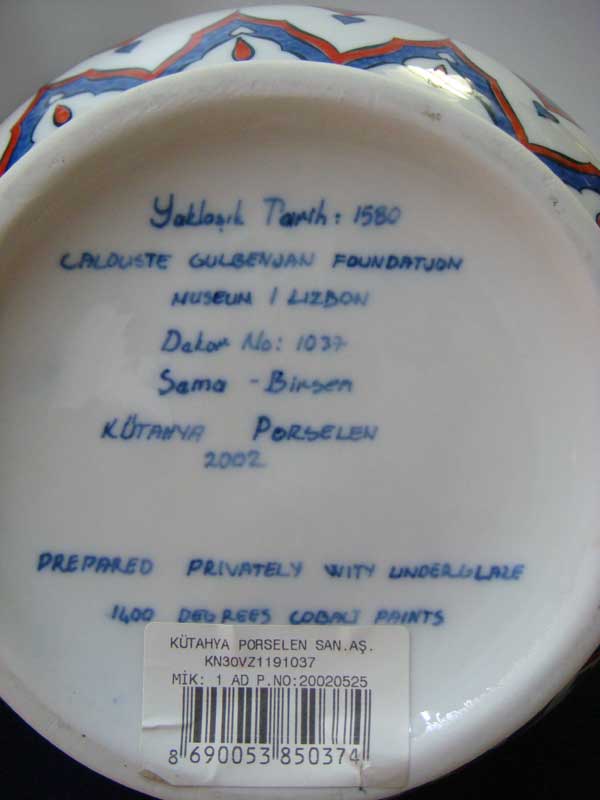 Yaklaşık Tarih: 1580
CALOUSTE GULBENJAN FOUNDATJON
MUSEUM / LIZBON
Dekor No: 1037
Sama - Birsen
KÜTAHYA PORSELEN
2002
PREPARED PRIVATELY WITY UNDERGLAZE
1400 DEGREES COBALT PAINTS
KÜTAHYA PORSELEN SAN.AŞ.
KN30VZ1191037
MİK: 1 AD P.NO:20020525
8 690053 850374